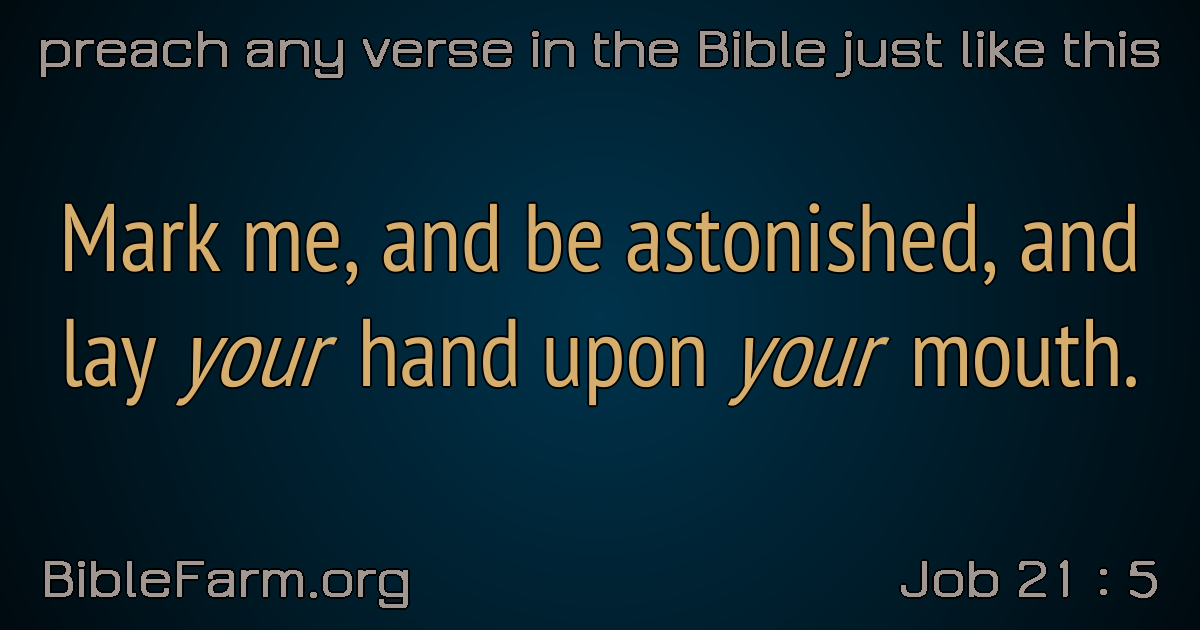 preach any verse in the Bible just like this
Mark me, and be astonished, and
lay your hand upon your mouth.
BibleFarm.org
Job 21 : 5